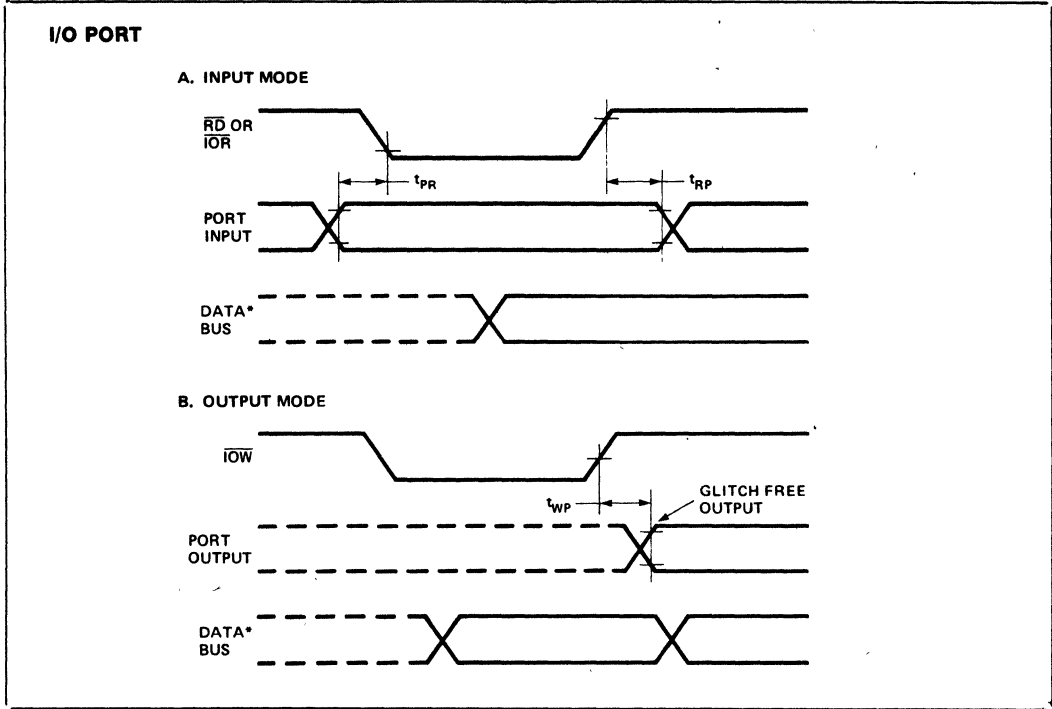 I/O PORT
A. INPUT MODE
RD OR
IOR
tPR
tRP
PORT
INPUT
DATA*
BUS
B. OUTPUT MODE
IOW
tWP
GLITCH FREE
OUTPUT
PORT
OUTPUT
DATA*
BUS